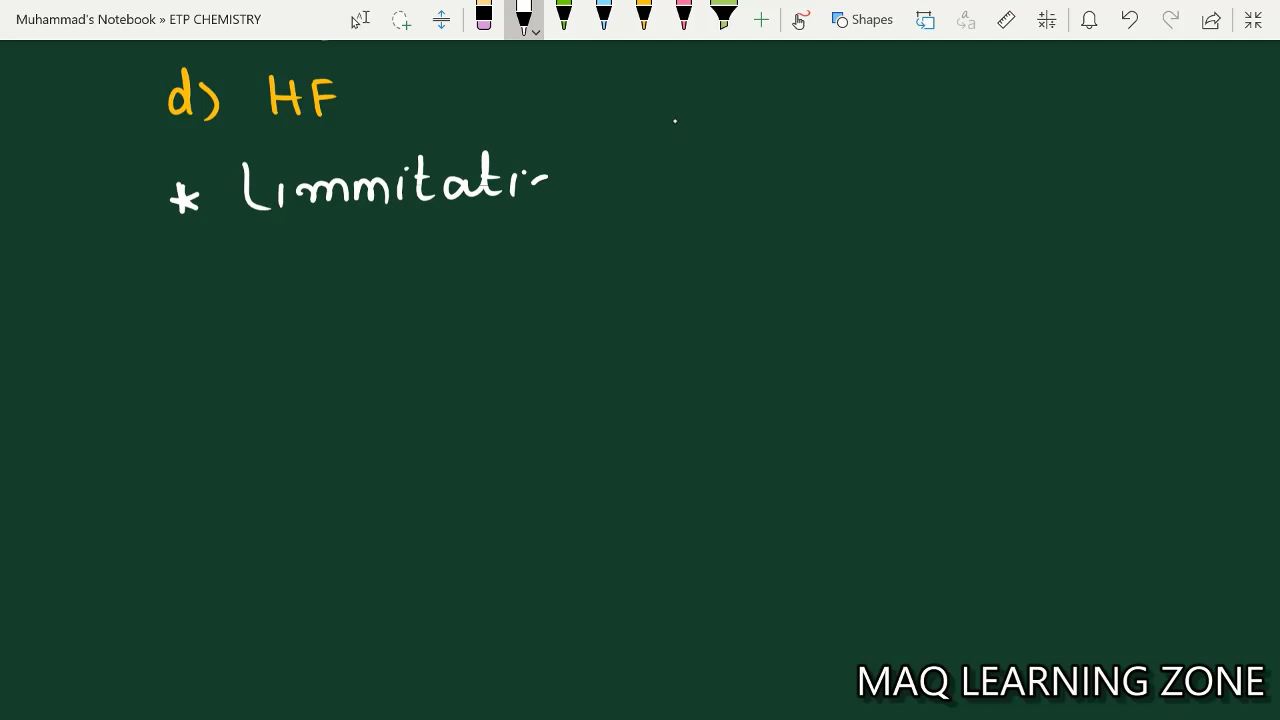 Muhammad's Notebook » ETP CHEMISTRY
Shapes
d) HF
* Limmitati
MAQ LEARNING ZONE